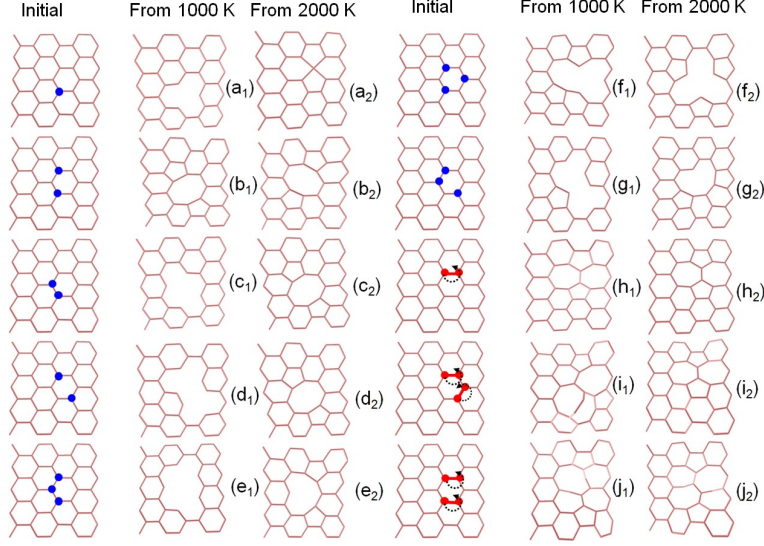 Initial From 1000 K From 2000 K Initial From 1000 K From 2000 K
(a1) (a2) (f1) (f2)
(b1) (b2) (g1) (g2)
(c1) (c2) (h1) (h2)
(d1) (d2) (i1) (i2)
(e1) (e2) (j1) (j2)